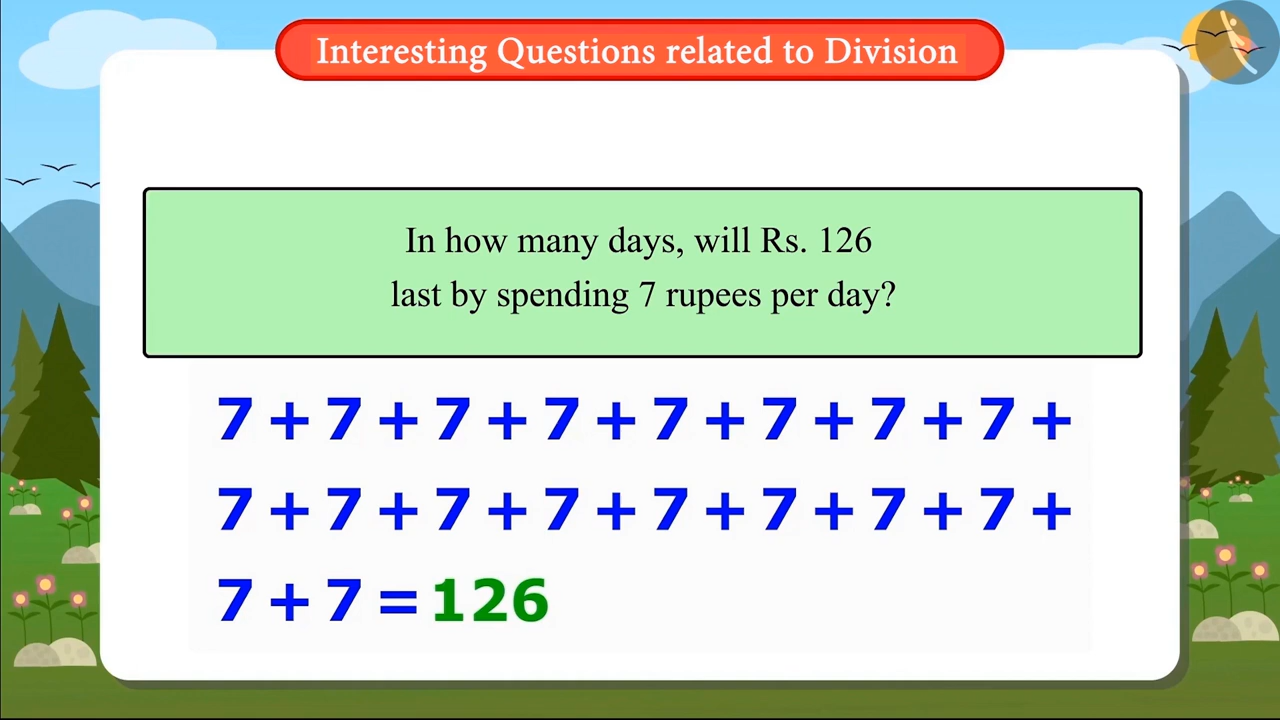 Interesting Questions related to Division
In how many days, will Rs. 126
last by spending 7 rupees per day?
7 + 7 + 7 + 7 + 7 + 7 + 7 + 7 +
7 + 7 + 7 + 7 + 7 + 7 + 7 + 7 +
7 + 7 = 126